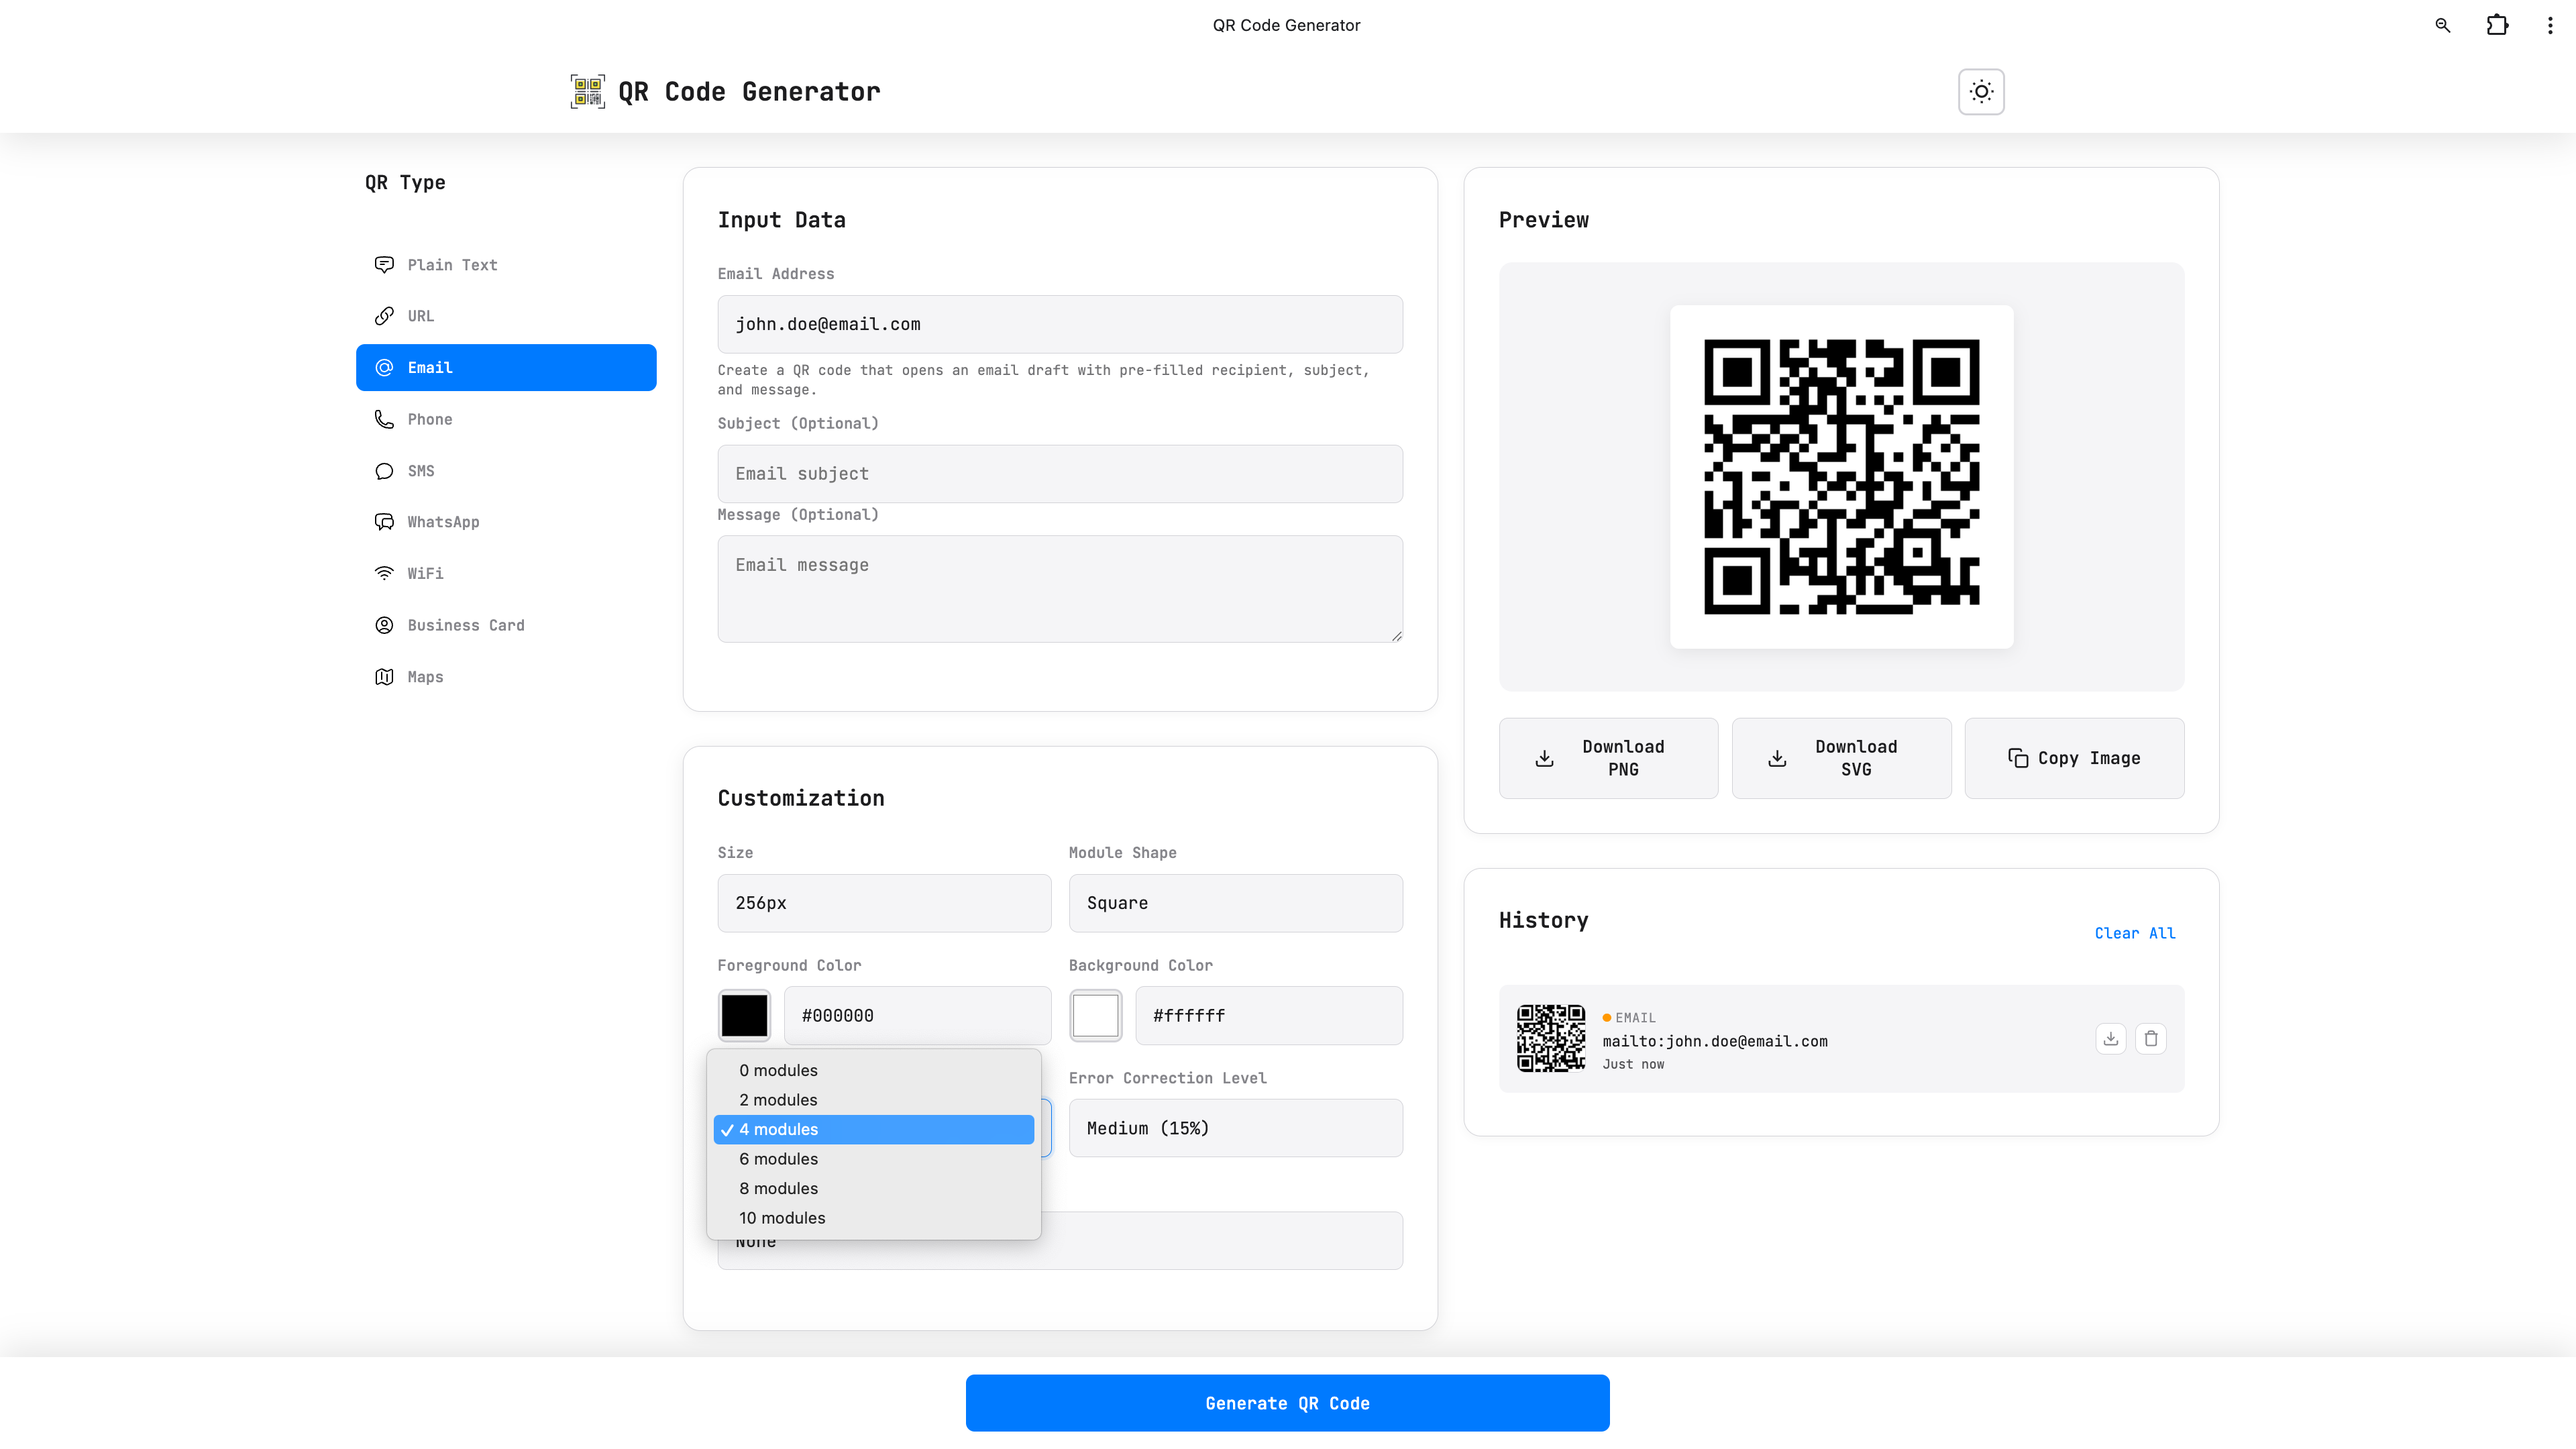 QR Code Generator
QR Code Generator
QR Type
Plain Text
URL
Email
Phone
SMS
WhatsApp
WiFi
Business Card
Maps
Input Data
Email Address
john.doe@email.com
Create a QR code that opens an email draft with pre-filled recipient, subject,
and message.
Subject (Optional)
Email subject
Message (Optional)
Email message
Customization
Size
Module Shape
256px
Square
Foreground Color
Background Color
#000000
#ffffff
0 modules
2 modules
4 modules
6 modules
8 modules
10 modules
Error Correction Level
Medium (15%)
None
Preview
Download
PNG
Download
SVG
Copy Image
History
Clear All
EMAIL
mailto:john.doe@email.com
Just now
Generate QR Code